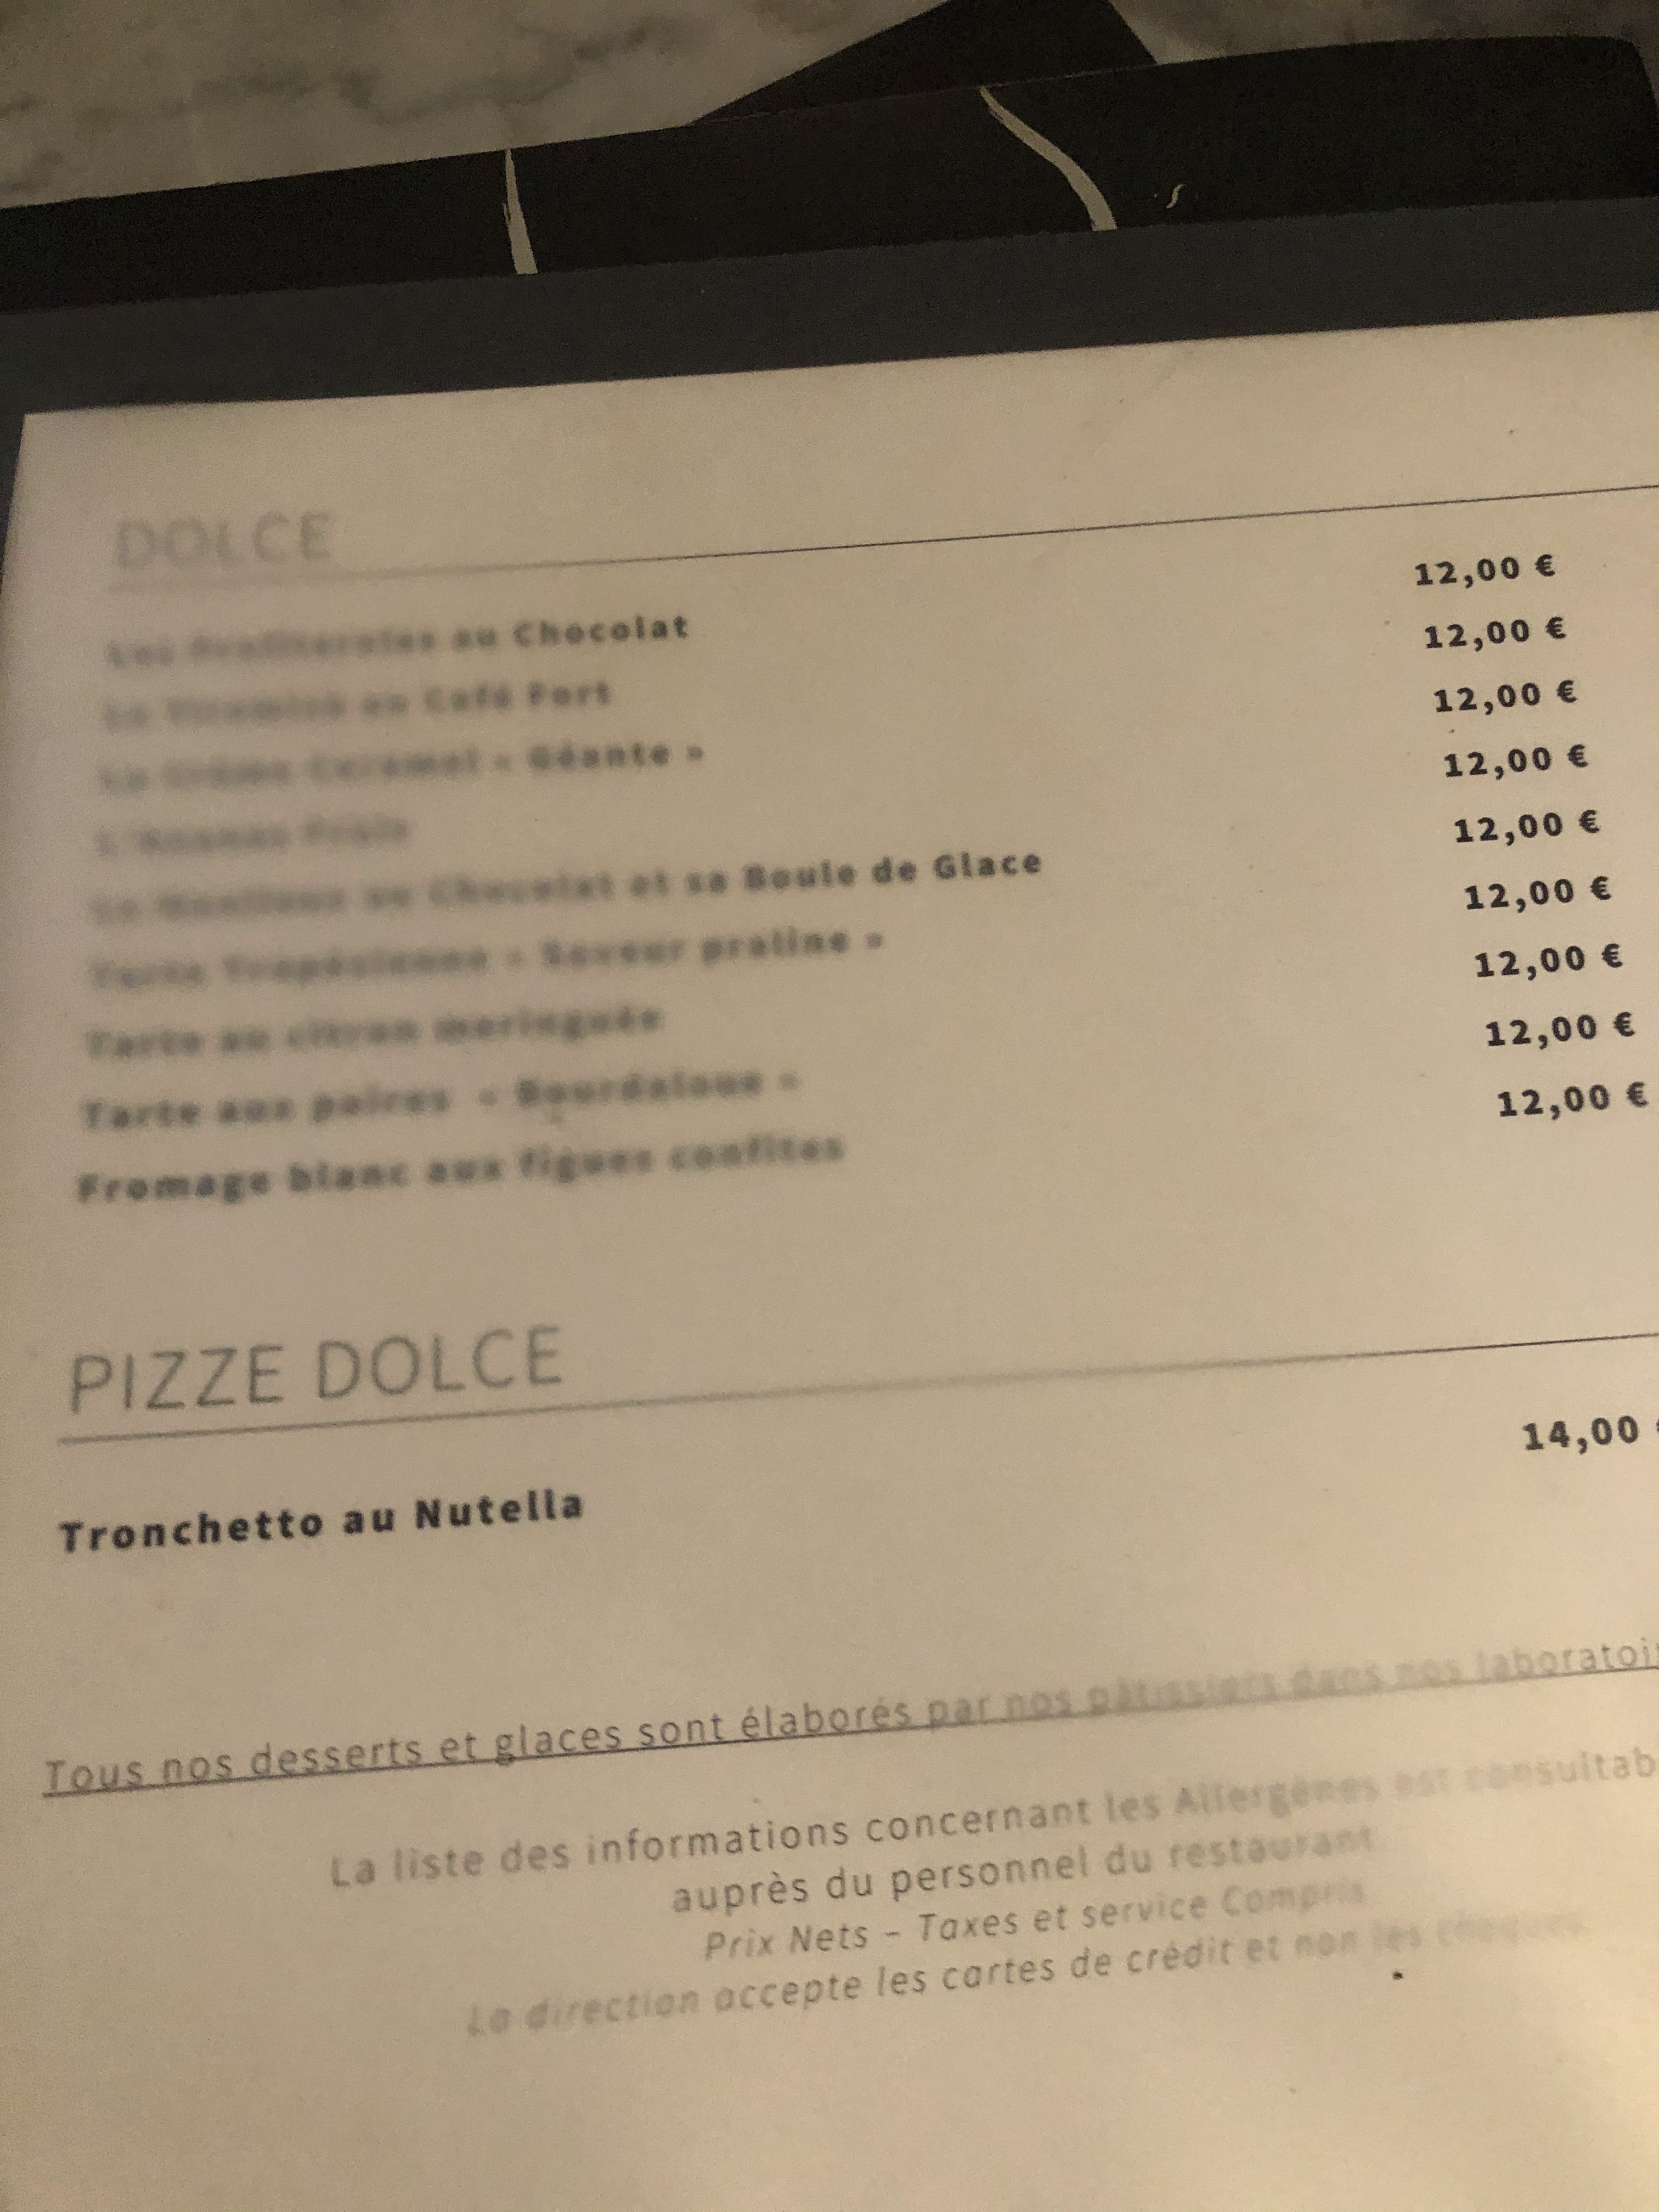 DOLCE
Les Profiteroles au Chocolat 12,00 €
Le Tiramisù au Café Fort 12,00 €
La Crème Caramel « Géante » 12,00 €
L'Ananas Frais 12,00 €
Le Moelleux au Chocolat et sa Boule de Glace 12,00 €
Tarte Tropézienne « Saveur praline » 12,00 €
Tarte au citron meringuée 12,00 €
Tarte aux poires « Bourdaloue » 12,00 €
Fromage blanc aux figues confites 12,00 €
PIZZE DOLCE
Tronchetto au Nutella 14,00 €
Tous nos desserts et glaces sont élaborés par nos pâtissiers dans nos laboratoir
La liste des informations concernant les Allergènes est consultab
auprès du personnel du restaurant
Prix Nets – Taxes et service Compris
La direction accepte les cartes de crédit et non les chèques